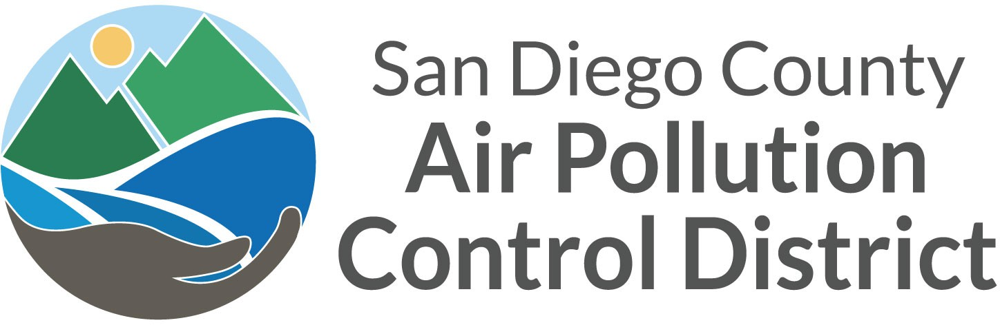 San Diego County
Air Pollution
Control District